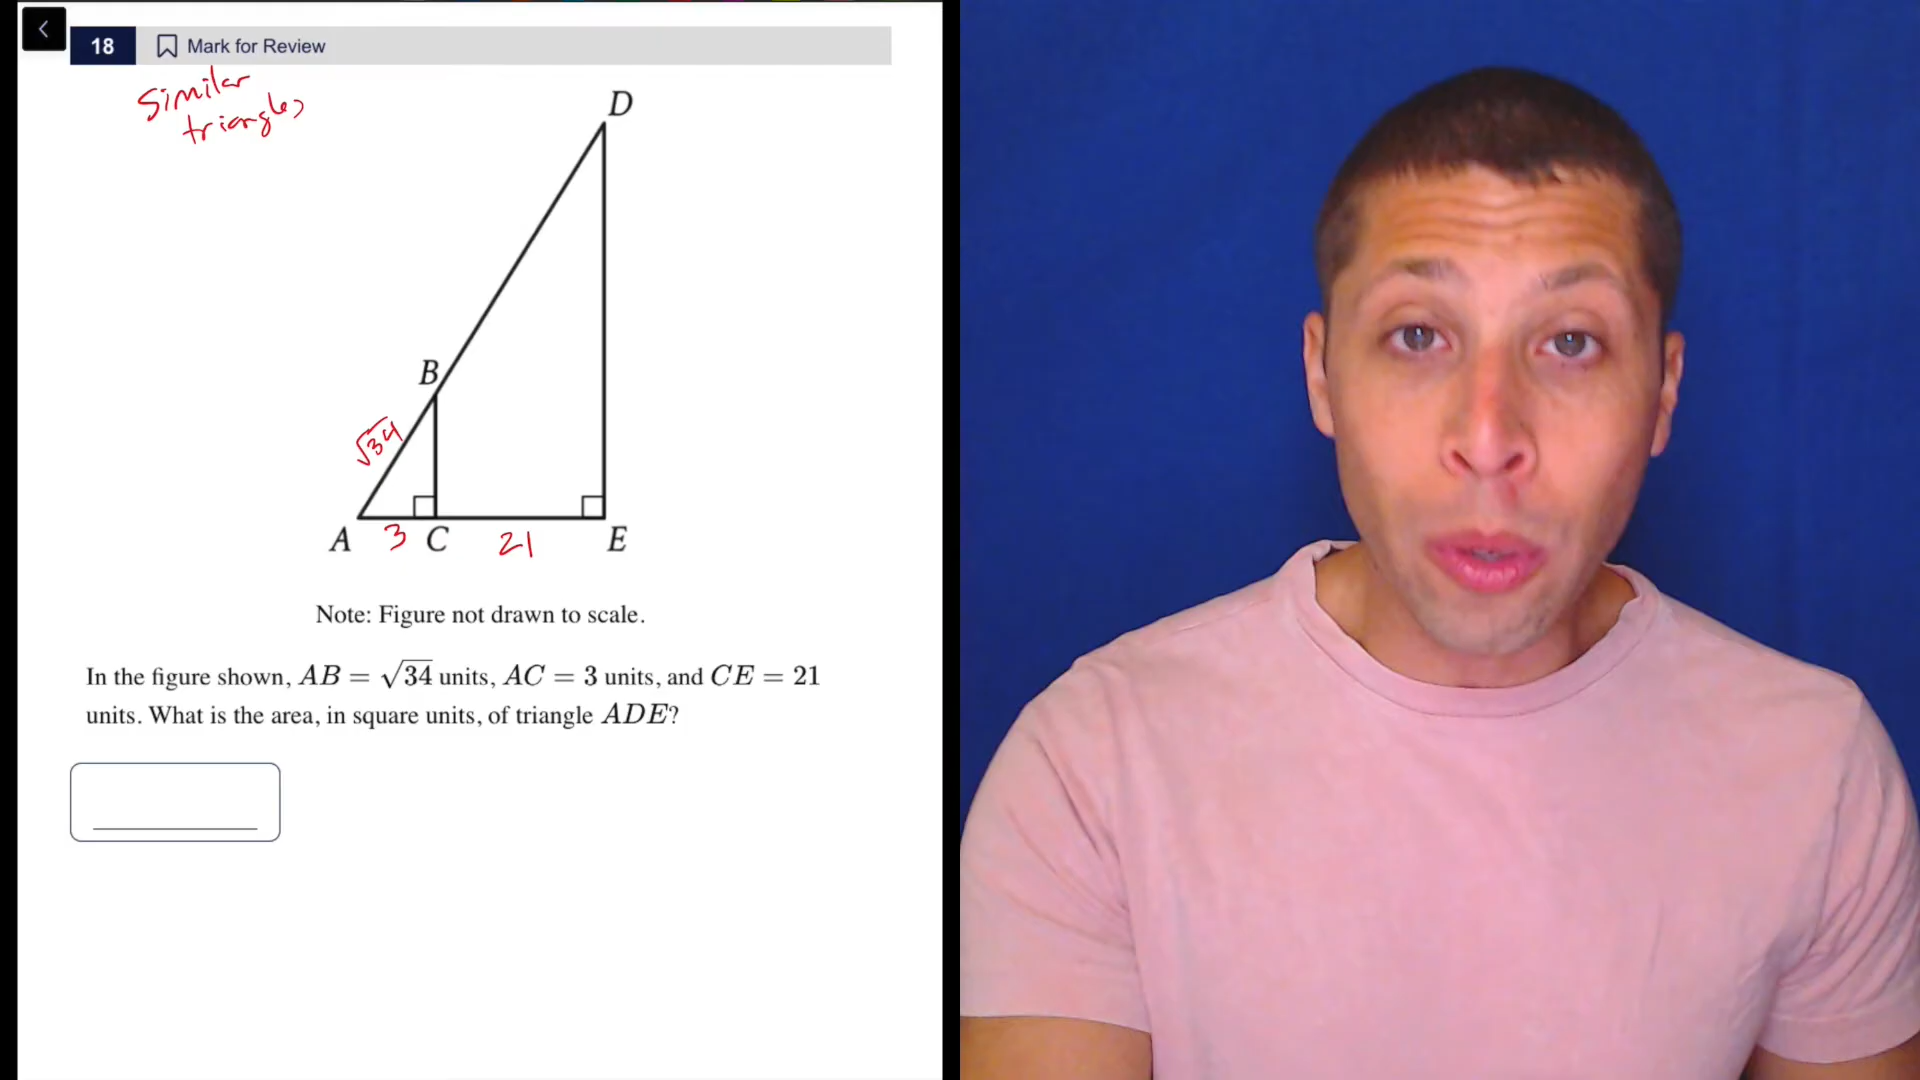 18 Mark for Review
Similar
triangles
D
B
√34
A 3 C 21 E
Note: Figure not drawn to scale.
In the figure shown, AB = √34 units, AC = 3 units, and CE = 21
units. What is the area, in square units, of triangle ADE?